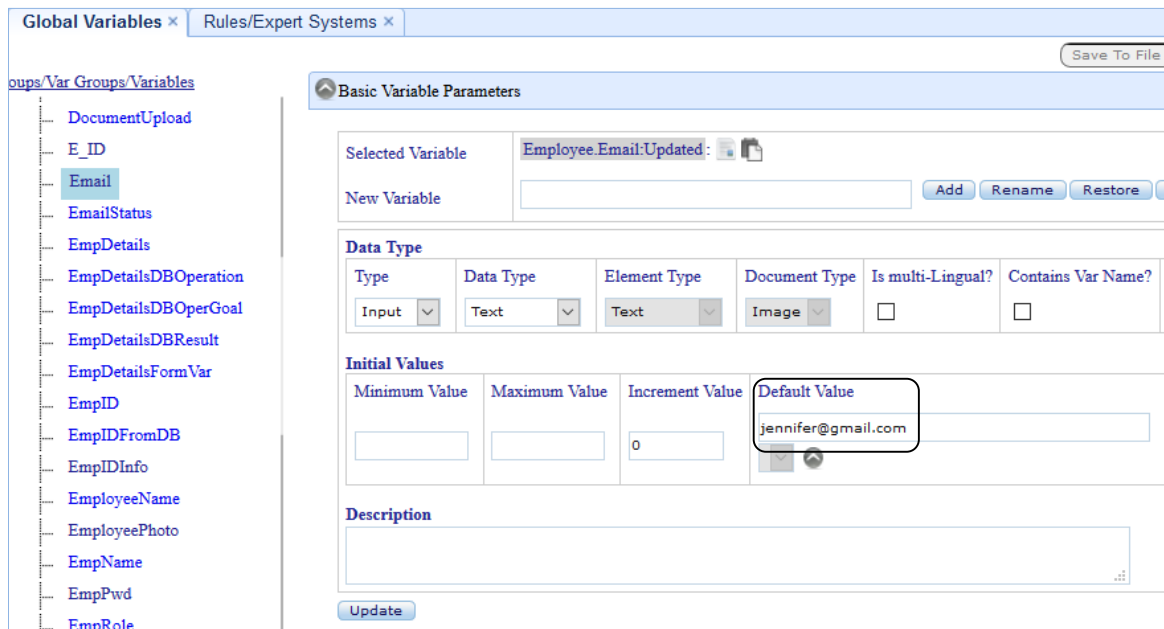 Global Variables ×
Rules/Expert Systems ×
Save To File
oups/Var Groups/Variables
DocumentUpload
E_ID
Email
EmailStatus
EmpDetails
EmpDetailsDBOperation
EmpDetailsDBOperGoal
EmpDetailsDBResult
EmpDetailsFormVar
EmpID
EmpIDFromDB
EmpIDInfo
EmployeeName
EmployeePhoto
EmpName
EmpPwd
EmpRole
Basic Variable Parameters
Selected Variable Employee.Email:Updated:
New Variable Add Rename Restore
Data Type
Type Data Type Element Type Document Type Is multi-Lingual? Contains Var Name?
Input Text Text Image
Initial Values
Minimum Value Maximum Value Increment Value Default Value
0 jennifer@gmail.com
Description
Update